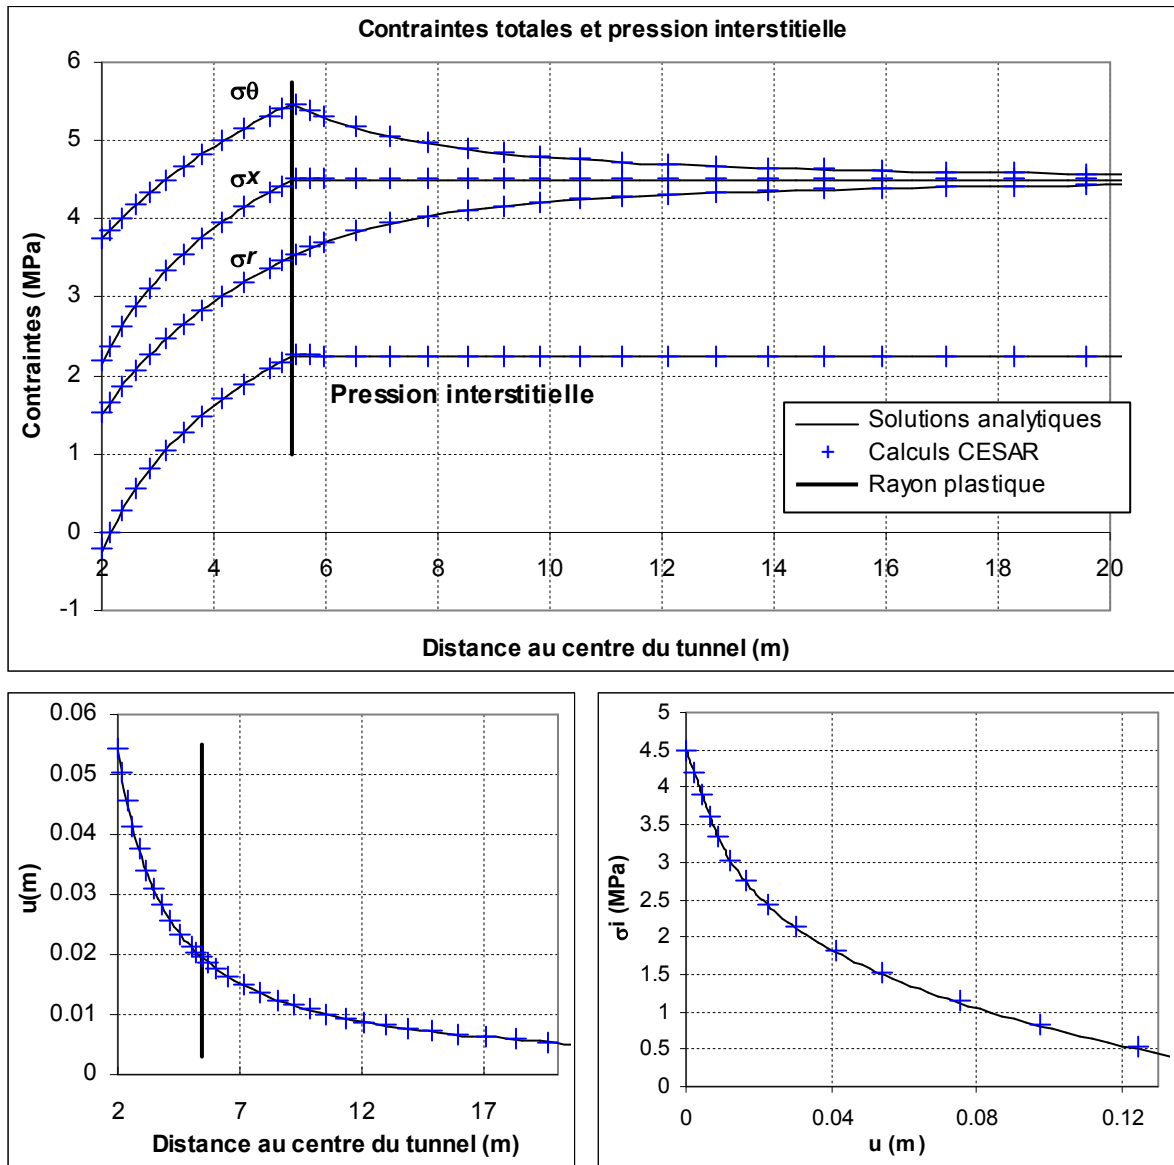 Contraintes totales et pression interstitielle
6
5
4
3
2
1
0
-1
Contraintes (MPa)
σθ
σx
σr
Pression interstitielle
Solutions analytiques
Calculs CESAR
Rayon plastique
2 4 6 8 10 12 14 16 18 20
Distance au centre du tunnel (m)
0.06
0.05
0.04
0.03
0.02
0.01
0
u(m)
2 7 12 17
Distance au centre du tunnel (m)
5
4.5
4
3.5
3
2.5
2
1.5
1
0.5
0
σi (MPa)
0 0.04 0.08 0.12
u (m)